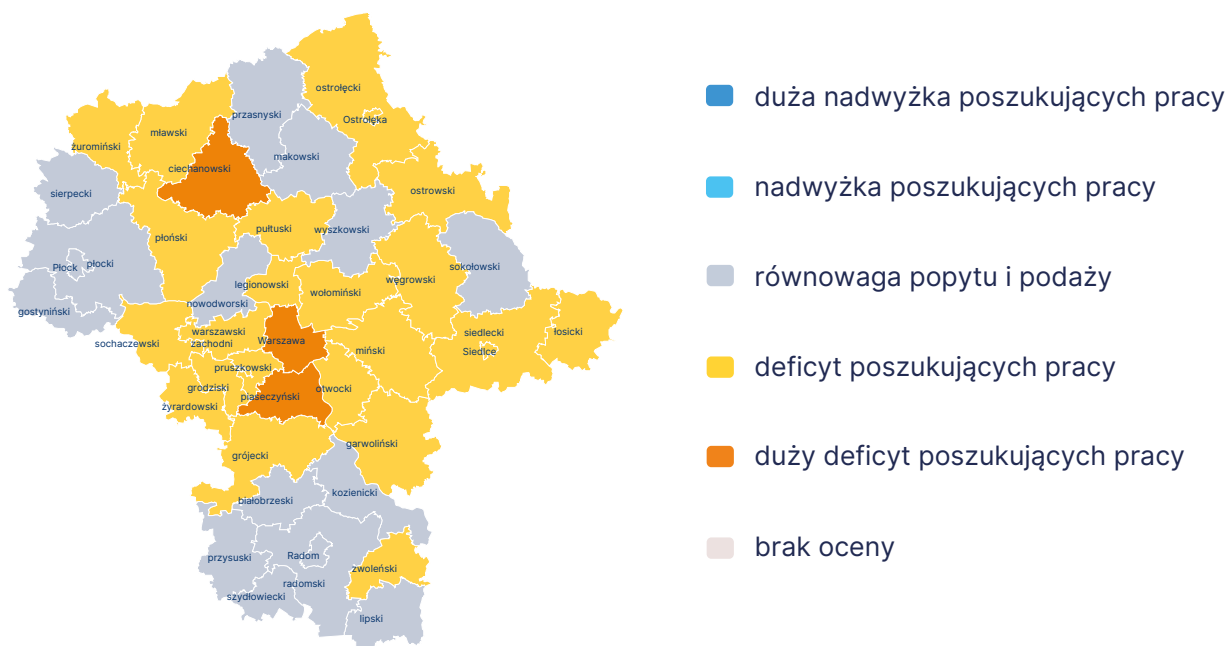 ostrołęcki
Ostrołęka
przasnyski
mławski
żuromiński
makowski
ciechanowski
ostrowski
sierpecki
pułtuski
wyszkowski
płoński
Płock
płocki
sokołowski
węgrowski
legionowski
wołomiński
nowodworski
gostyniński
warszawski
zachodni
Warszawa
siedlecki
łosicki
sochaczewski
miński
Siedlce
pruszkowski
grodziski
otwocki
piaseczyński
żyrardowski
garwoliński
grójecki
kozienicki
białobrzeski
przysuski
Radom
zwoleński
radomski
szydłowiecki
lipski
duża nadwyżka poszukujących pracy
nadwyżka poszukujących pracy
równowaga popytu i podaży
deficyt poszukujących pracy
duży deficyt poszukujących pracy
brak oceny